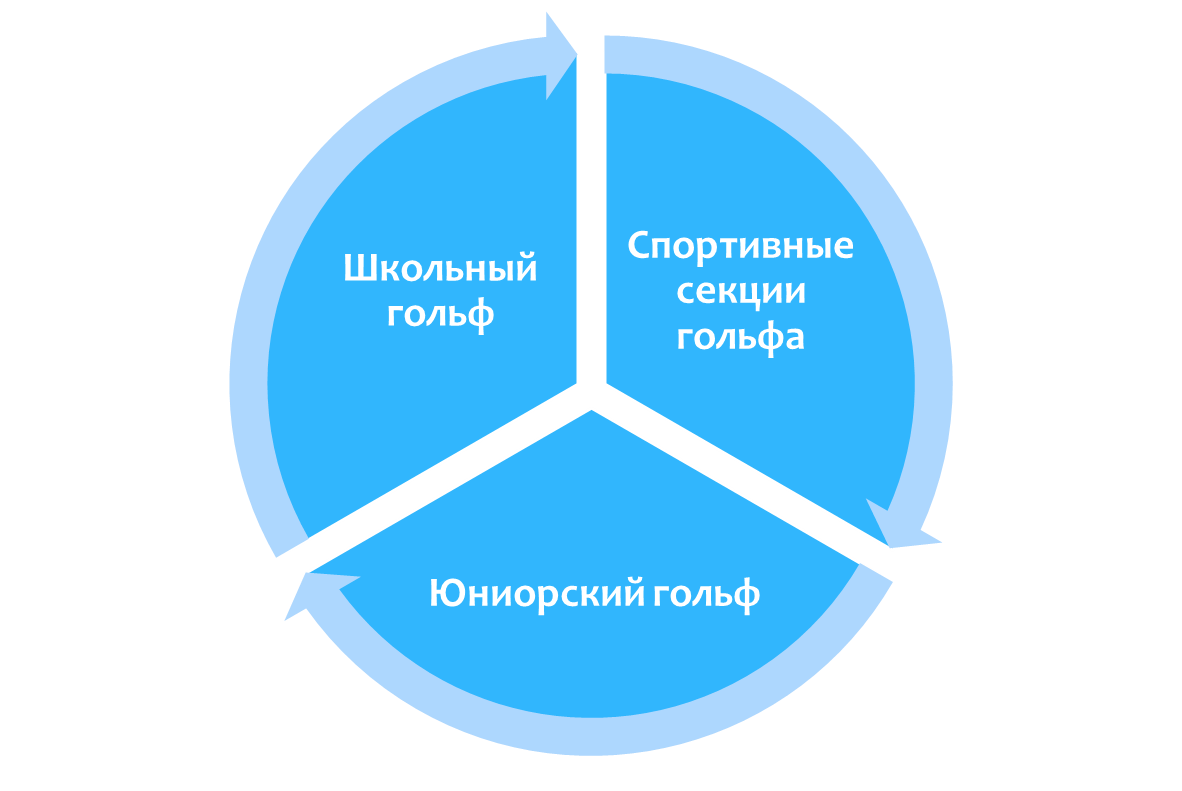 Школьный
гольф
Спортивные
секции
гольфа
Юниорский гольф